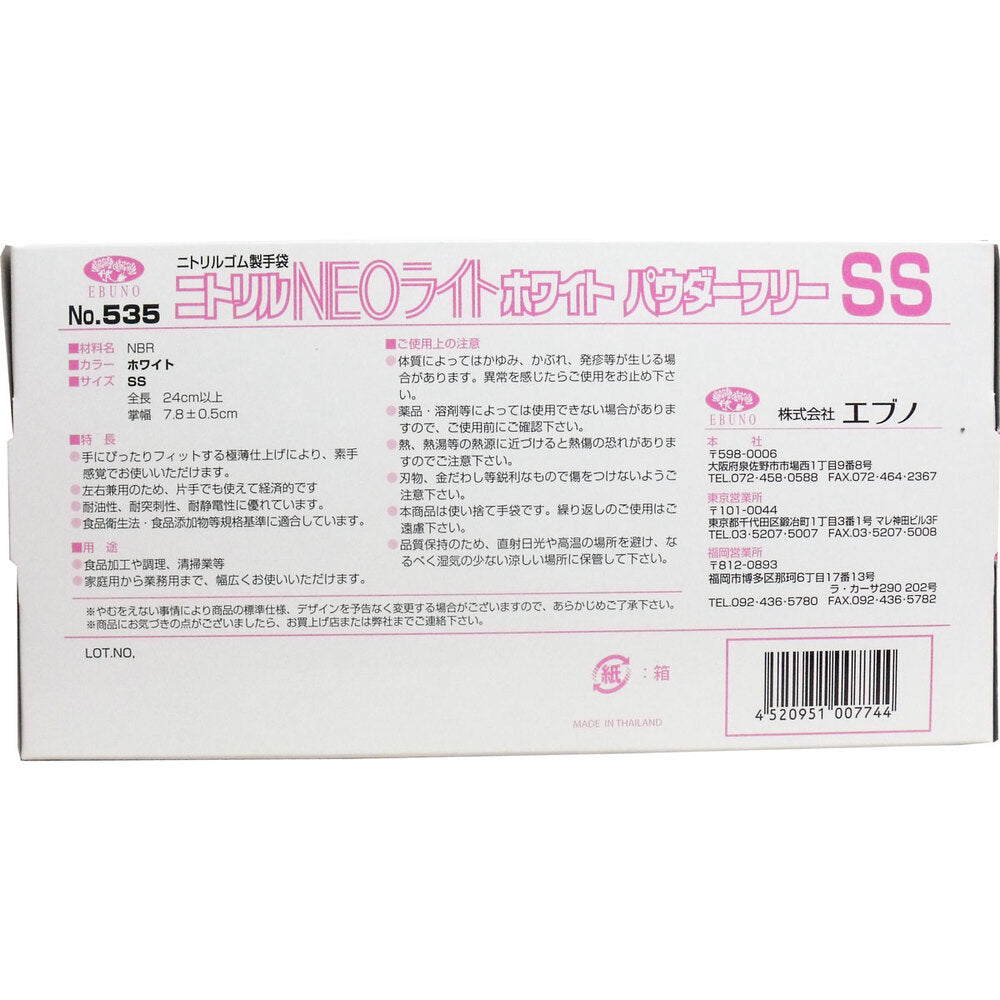 EBUNO
No.535
ニトリルゴム製手袋
ニトリルNEOライトホワイト パウダーフリー SS
■材料名 NBR
■カラー ホワイト
■サイズ SS
全長 24cm以上
掌幅 7.8±0.5cm
■特 長
●手にぴったりフィットする極薄仕上げにより、素手
感覚でお使いいただけます。
●左右兼用のため、片手でも使えて経済的です
●耐油性、耐突刺性、耐静電性に優れています。
●食品衛生法・食品添加物等規格基準に適合しています。
■用 途
●食品加工や調理、清掃業等
●家庭用から業務用まで、幅広くお使いいただけます。
■ご使用上の注意
●体質によってはかゆみ、かぶれ、発疹等が生じる場
合があります。異常を感じたらご使用をお止め下さ
い。
●薬品・溶剤等によっては使用できない場合がありま
すので、ご使用前にご確認下さい。
●熱、熱湯等の熱源に近づけると熱傷の恐れがありま
すのでご注意下さい。
●刃物、金だわし等鋭利なもので傷をつけないようご
注意下さい。
●本商品は使い捨て手袋です。繰り返しのご使用はご
遠慮下さい。
●品質保持のため、直射日光や高温の場所を避け、な
るべく湿気の少ない涼しい場所に保管して下さい。
EBUNO 株式会社 エブノ
本 社
〒598-0006
大阪府泉佐野市市場西1丁目9番8号
TEL.072-458-0588 FAX.072-464-2367
東京営業所
〒101-0044
東京都千代田区鍛冶町1丁目3番1号 マレ神田ビル3F
TEL.03-5207-5007 FAX.03-5207-5008
福岡営業所
〒812-0893
福岡市博多区那珂6丁目17番13号
ラ・カーサ290 202号
TEL.092-436-5780 FAX.092-436-5782
※やむをえない事情により商品の標準仕様、デザインを予告なく変更する場合がございますので、あらかじめご了承下さい。
※商品にお気づきの点がございましたら、お買上げ店または弊社までご連絡下さい。
LOT.NO,
紙：箱
MADE IN THAILAND
4 520951 007744